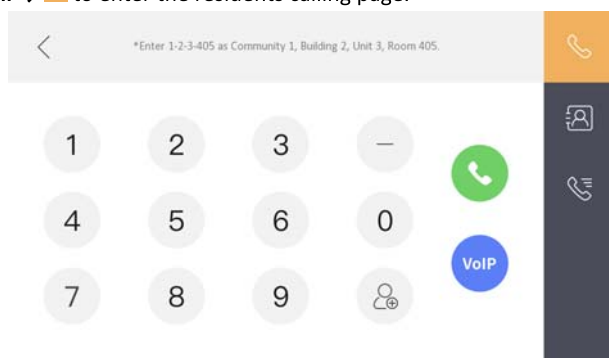 to enter the residents calling page.
*Enter 1-2-3-405 as Community 1, Building 2, Unit 3, Room 405.
1 2 3 —
4 5 6 0
VoIP
7 8 9